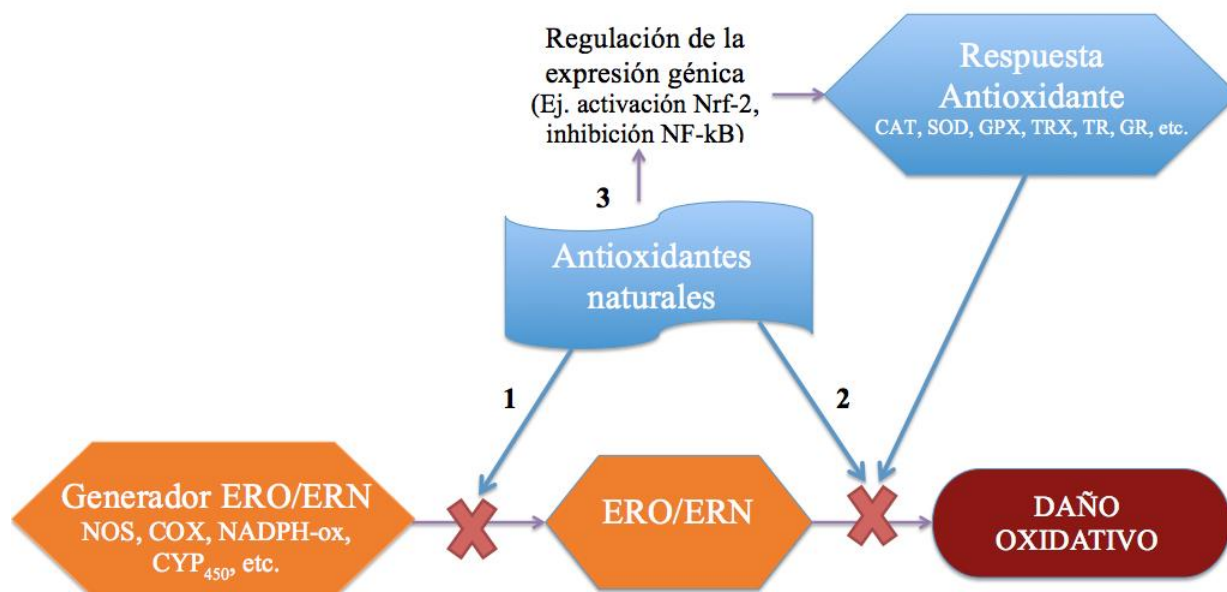 Regulación de la
expresión génica
(Ej. activación Nrf-2,
inhibición NF-kB)
Respuesta
Antioxidante
CAT, SOD, GPX, TRX, TR, GR, etc.
3
Antioxidantes
naturales
1
2
Generador ERO/ERN
NOS, COX, NADPH-ox,
CYP450, etc.
ERO/ERN
DAÑO
OXIDATIVO